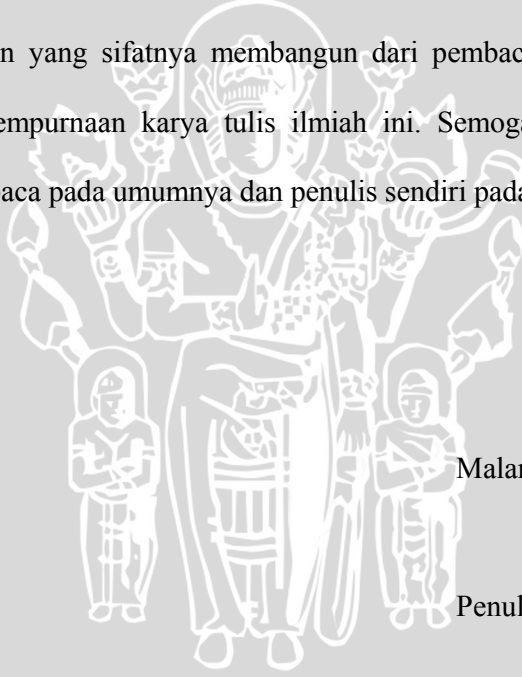 n yang sifatnya membangun dari pembac
empurnaan karya tulis ilmiah ini. Semoga
aca pada umumnya dan penulis sendiri pada
Malan
Penul